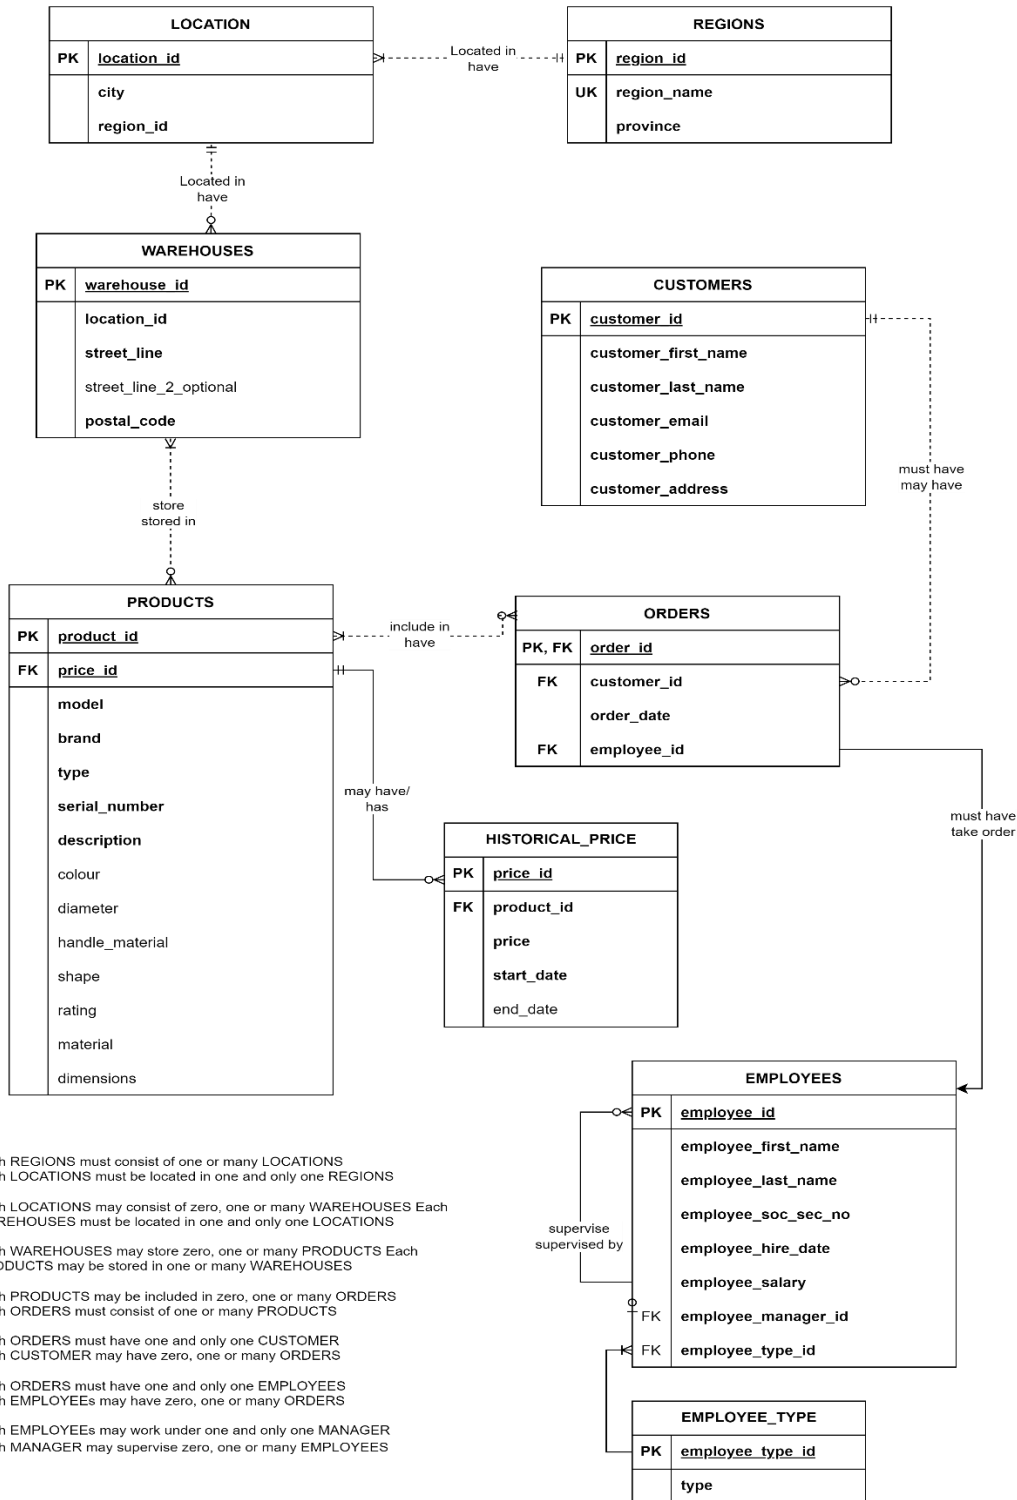 LOCATION
PK location_id
city
region_id
Located in
have
REGIONS
PK region_id
UK region_name
province
Located in
have
WAREHOUSES
PK warehouse_id
location_id
street_line
street_line_2_optional
postal_code
CUSTOMERS
PK customer_id
customer_first_name
customer_last_name
customer_email
customer_phone
customer_address
must have
may have
store
stored in
PRODUCTS
PK product_id
FK price_id
model
brand
type
serial_number
description
colour
diameter
handle_material
shape
rating
material
dimensions
include in
have
ORDERS
PK, FK order_id
FK customer_id
order_date
FK employee_id
may have/
has
must have
take order
HISTORICAL_PRICE
PK price_id
FK product_id
price
start_date
end_date
EMPLOYEES
PK employee_id
employee_first_name
employee_last_name
employee_soc_sec_no
employee_hire_date
employee_salary
FK employee_manager_id
FK employee_type_id
supervise
supervised by
EMPLOYEE_TYPE
PK employee_type_id
type
h REGIONS must consist of one or many LOCATIONS
h LOCATIONS must be located in one and only one REGIONS
h LOCATIONS may consist of zero, one or many WAREHOUSES Each
REHOUSES must be located in one and only one LOCATIONS
h WAREHOUSES may store zero, one or many PRODUCTS Each
ODUCTS may be stored in one or many WAREHOUSES
h PRODUCTS may be included in zero, one or many ORDERS
h ORDERS must consist of one or many PRODUCTS
h ORDERS must have one and only one CUSTOMER
h CUSTOMER may have zero, one or many ORDERS
h ORDERS must have one and only one EMPLOYEES
h EMPLOYEEs may have zero, one or many ORDERS
h EMPLOYEEs may work under one and only one MANAGER
h MANAGER may supervise zero, one or many EMPLOYEES